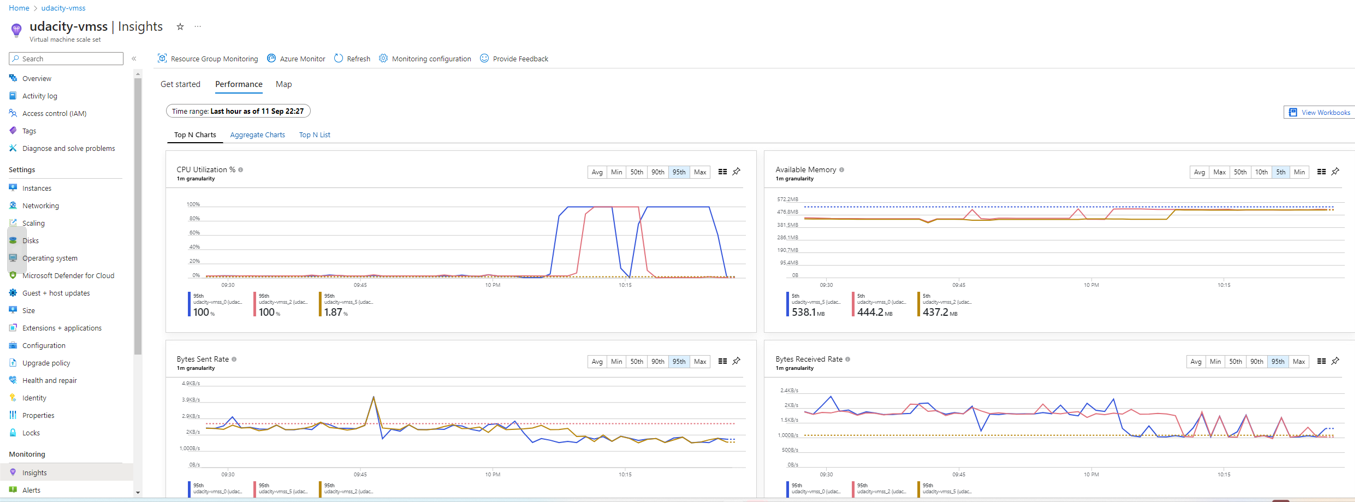 Home > udacity-vmss
udacity-vmss | Insights ☆ ...
Virtual machine scale set
Search
«
Resource Group Monitoring Azure Monitor Refresh Monitoring configuration Provide Feedback
Overview
Activity log
Access control (IAM)
Tags
Diagnose and solve problems
Settings
Instances
Networking
Scaling
Disks
Operating system
Microsoft Defender for Cloud
Guest + host updates
Size
Extensions + applications
Configuration
Upgrade policy
Health and repair
Identity
Properties
Locks
Monitoring
Insights
Alerts
Get started Performance Map
Time range: Last hour as of 11 Sep 22:27
View Workbooks
Top N Charts Aggregate Charts Top N List
CPU Utilization %
1m granularity
Avg Min 50th 90th 95th Max
100%
80%
60%
40%
20%
0%
09:30 09:45 10 PM 10:15
95th 95th 95th
udacity-vmss_0 (udac... udacity-vmss_2 (udac... udacity-vmss_5 (udac...
100 % 100 % 1.87 %
Available Memory
1m granularity
Avg Max 50th 10th 5th Min
572.2MB
476.8MB
381.5MB
286.1MB
190.7MB
95.4MB
0B
09:30 09:45 10 PM 10:15
5th 5th 5th
udacity-vmss_5 (udac... udacity-vmss_0 (udac... udacity-vmss_2 (udac...
538.1 MB 444.2 MB 437.2 MB
Bytes Sent Rate
1m granularity
Avg Min 50th 90th 95th Max
4.9KB/s
3.9KB/s
2.9KB/s
2KB/s
1,000B/s
0B/s
09:30 09:45 10 PM 10:15
95th 95th 95th
udacity-vmss_0 (udac... udacity-vmss_5 (udac... udacity-vmss_2 (udac...
Bytes Received Rate
1m granularity
Avg Min 50th 90th 95th Max
2.4KB/s
2KB/s
1.5KB/s
1,000B/s
500B/s
0B/s
09:30 09:45 10 PM 10:15
95th 95th 95th
udacity-vmss_0 (udac... udacity-vmss_2 (udac... udacity-vmss_5 (udac...